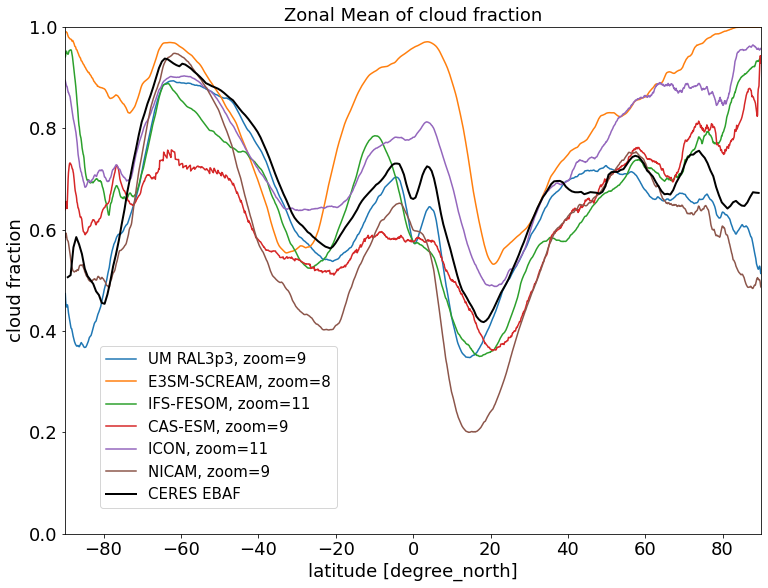 Zonal Mean of cloud fraction
1.0
0.8
0.6
0.4
0.2
0.0
cloud fraction
UM RAL3p3, zoom=9
E3SM-SCREAM, zoom=8
IFS-FESOM, zoom=11
CAS-ESM, zoom=9
ICON, zoom=11
NICAM, zoom=9
CERES EBAF
−80 −60 −40 −20 0 20 40 60 80
latitude [degree_north]